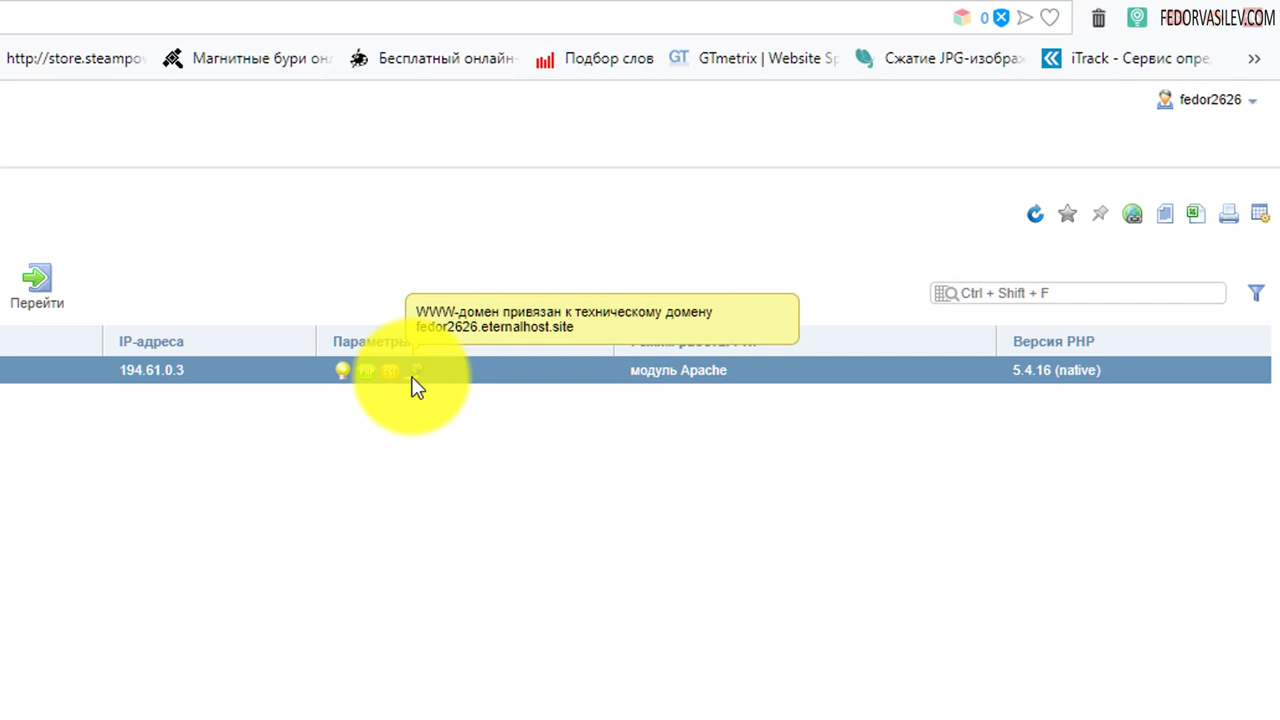 0
FEDORVASILEV.COM
http://store.steampo
Магнитные бури он
Бесплатный онлайн-
Подбор слов
GT
GTmetrix | Website Sp
Сжатие JPG-изображ
iTrack - Сервис опре
fedor2626
Перейти
Ctrl + Shift + F
WWW-домен привязан к техническому домену
fedor2626.eternalhost.site
IP-адреса
Параметры
Версия PHP
194.61.0.3
модуль Apache
5.4.16 (native)